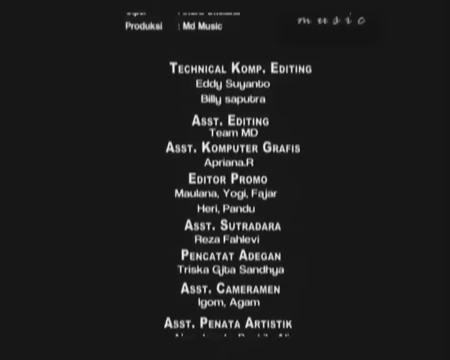 Produksi : Md Music
music
TECHNICAL KOMP. EDITING
Eddy Suyanto
Billy saputra
ASST. EDITING
Team MD
ASST. KOMPUTER GRAFIS
Apriana.R
EDITOR PROMO
Maulana, Yogi, Fajar
Heri, Pandu
ASST. SUTRADARA
Reza Fahlevi
PENCATAT ADEGAN
Triska Gita Sandhya
ASST. CAMERAMEN
Igom, Agam
ASST. PENATA ARTISTIK